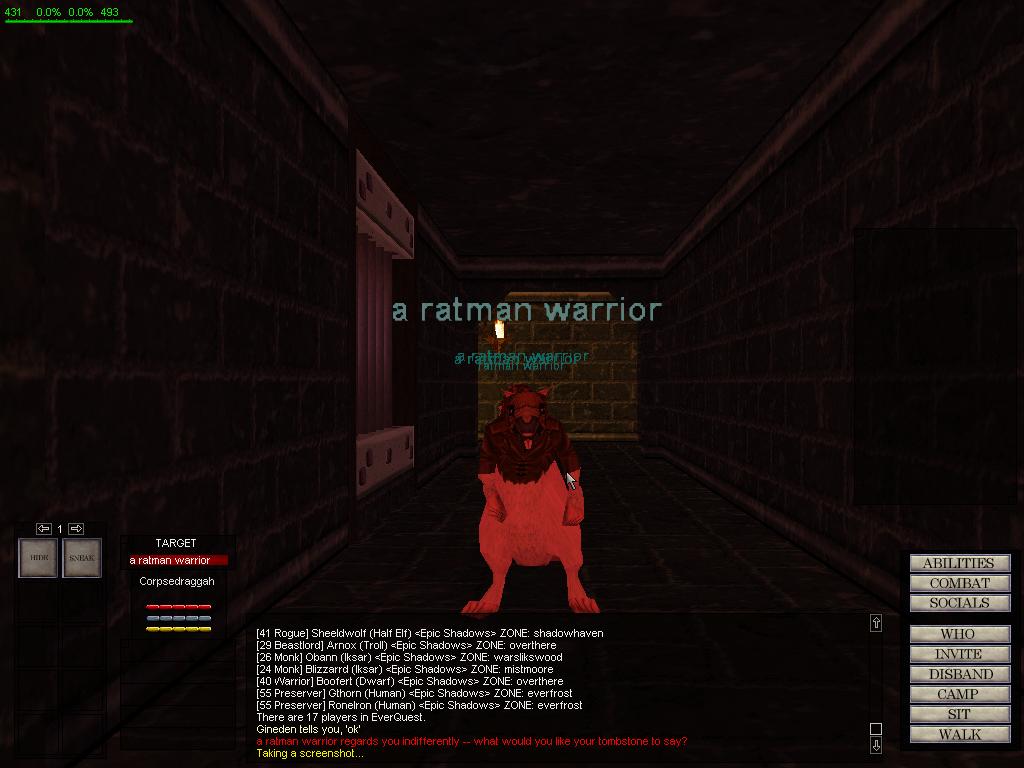 431 0.0% 0.0% 493
a ratman warrior
a ratman warrior
a ratman warrior
ratman warrior
1
HIDE
SNEAK
TARGET
a ratman warrior
Corpsedraggah
[41 Rogue] Sheeldwolf (Half Elf) <Epic Shadows> ZONE: shadowhaven
[29 Beastlord] Arnox (Troll) <Epic Shadows> ZONE: overthere
[26 Monk] Obann (Iksar) <Epic Shadows> ZONE: warslikswood
[24 Monk] Blizzarrd (Iksar) <Epic Shadows> ZONE: mistmoore
[40 Warrior] Boofert (Dwarf) <Epic Shadows> ZONE: overthere
[55 Preserver] Gthorn (Human) <Epic Shadows> ZONE: everfrost
[55 Preserver] Ronelron (Human) <Epic Shadows> ZONE: everfrost
There are 17 players in EverQuest.
Gineden tells you, 'ok'
a ratman warrior regards you indifferently -- what would you like your tombstone to say?
Taking a screenshot...
ABILITIES
COMBAT
SOCIALS
WHO
INVITE
DISBAND
CAMP
SIT
WALK